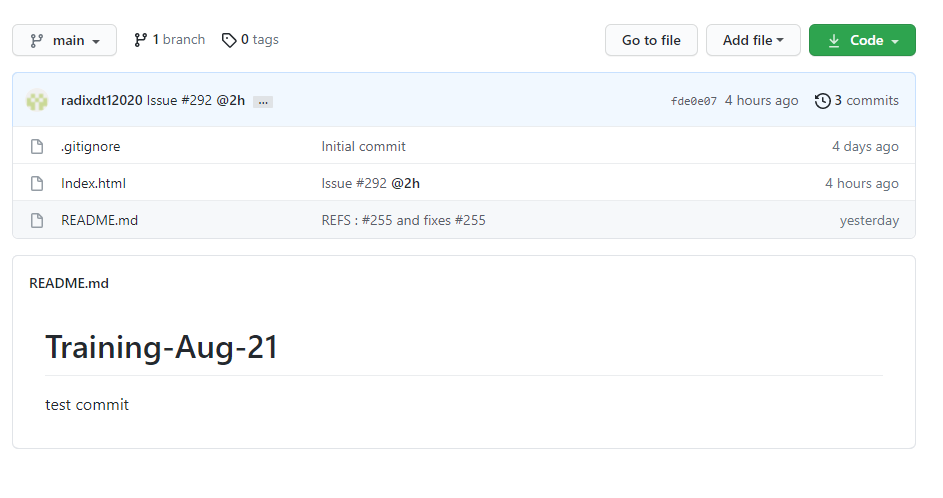 main 1 branch 0 tags Go to file Add file Code
radixdt12020 Issue #292 @2h ... fde0e07 4 hours ago 3 commits
.gitignore Initial commit 4 days ago
Index.html Issue #292 @2h 4 hours ago
README.md REFS : #255 and fixes #255 yesterday
README.md
Training-Aug-21
test commit